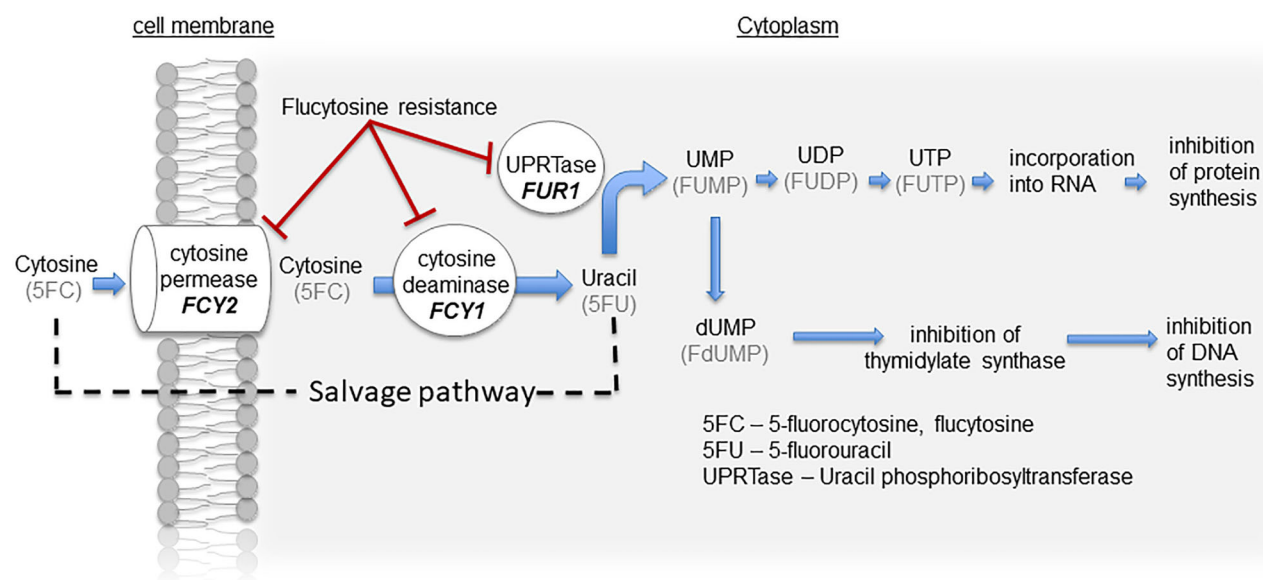 cell membrane
Cytoplasm
Flucytosine resistance
UPRTase
FUR1
UMP
(FUMP)
UDP
(FUDP)
UTP
(FUTP)
incorporation
into RNA
inhibition
of protein
synthesis
Cytosine
(5FC)
cytosine
permease
FCY2
Cytosine
(5FC)
cytosine
deaminase
FCY1
Uracil
(5FU)
dUMP
(FdUMP)
inhibition of
thymidylate synthase
inhibition
of DNA
synthesis
Salvage pathway
5FC – 5-fluorocytosine, flucytosine
5FU – 5-fluorouracil
UPRTase – Uracil phosphoribosyltransferase